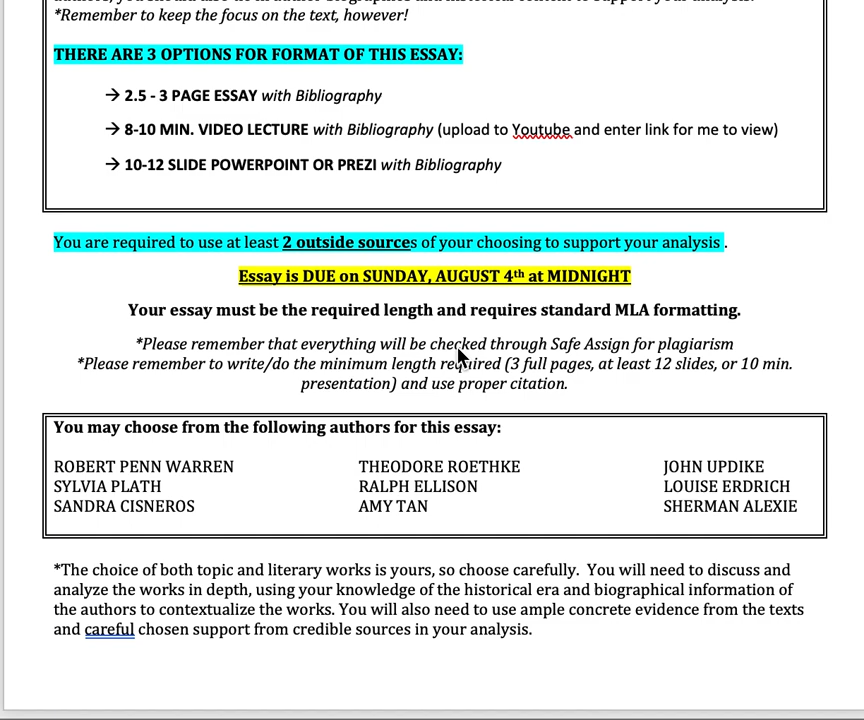 *Remember to keep the focus on the text, however!
THERE ARE 3 OPTIONS FOR FORMAT OF THIS ESSAY:
→ 2.5 - 3 PAGE ESSAY with Bibliography
→ 8-10 MIN. VIDEO LECTURE with Bibliography (upload to Youtube and enter link for me to view)
→ 10-12 SLIDE POWERPOINT OR PREZI with Bibliography
You are required to use at least 2 outside sources of your choosing to support your analysis .
Essay is DUE on SUNDAY, AUGUST 4th at MIDNIGHT
Your essay must be the required length and requires standard MLA formatting.
*Please remember that everything will be checked through Safe Assign for plagiarism
*Please remember to write/do the minimum length required (3 full pages, at least 12 slides, or 10 min.
presentation) and use proper citation.
You may choose from the following authors for this essay:
ROBERT PENN WARREN THEODORE ROETHKE JOHN UPDIKE
SYLVIA PLATH RALPH ELLISON LOUISE ERDRICH
SANDRA CISNEROS AMY TAN SHERMAN ALEXIE
*The choice of both topic and literary works is yours, so choose carefully.  You will need to discuss and
analyze the works in depth, using your knowledge of the historical era and biographical information of
the authors to contextualize the works. You will also need to use ample concrete evidence from the texts
and careful chosen support from credible sources in your analysis.